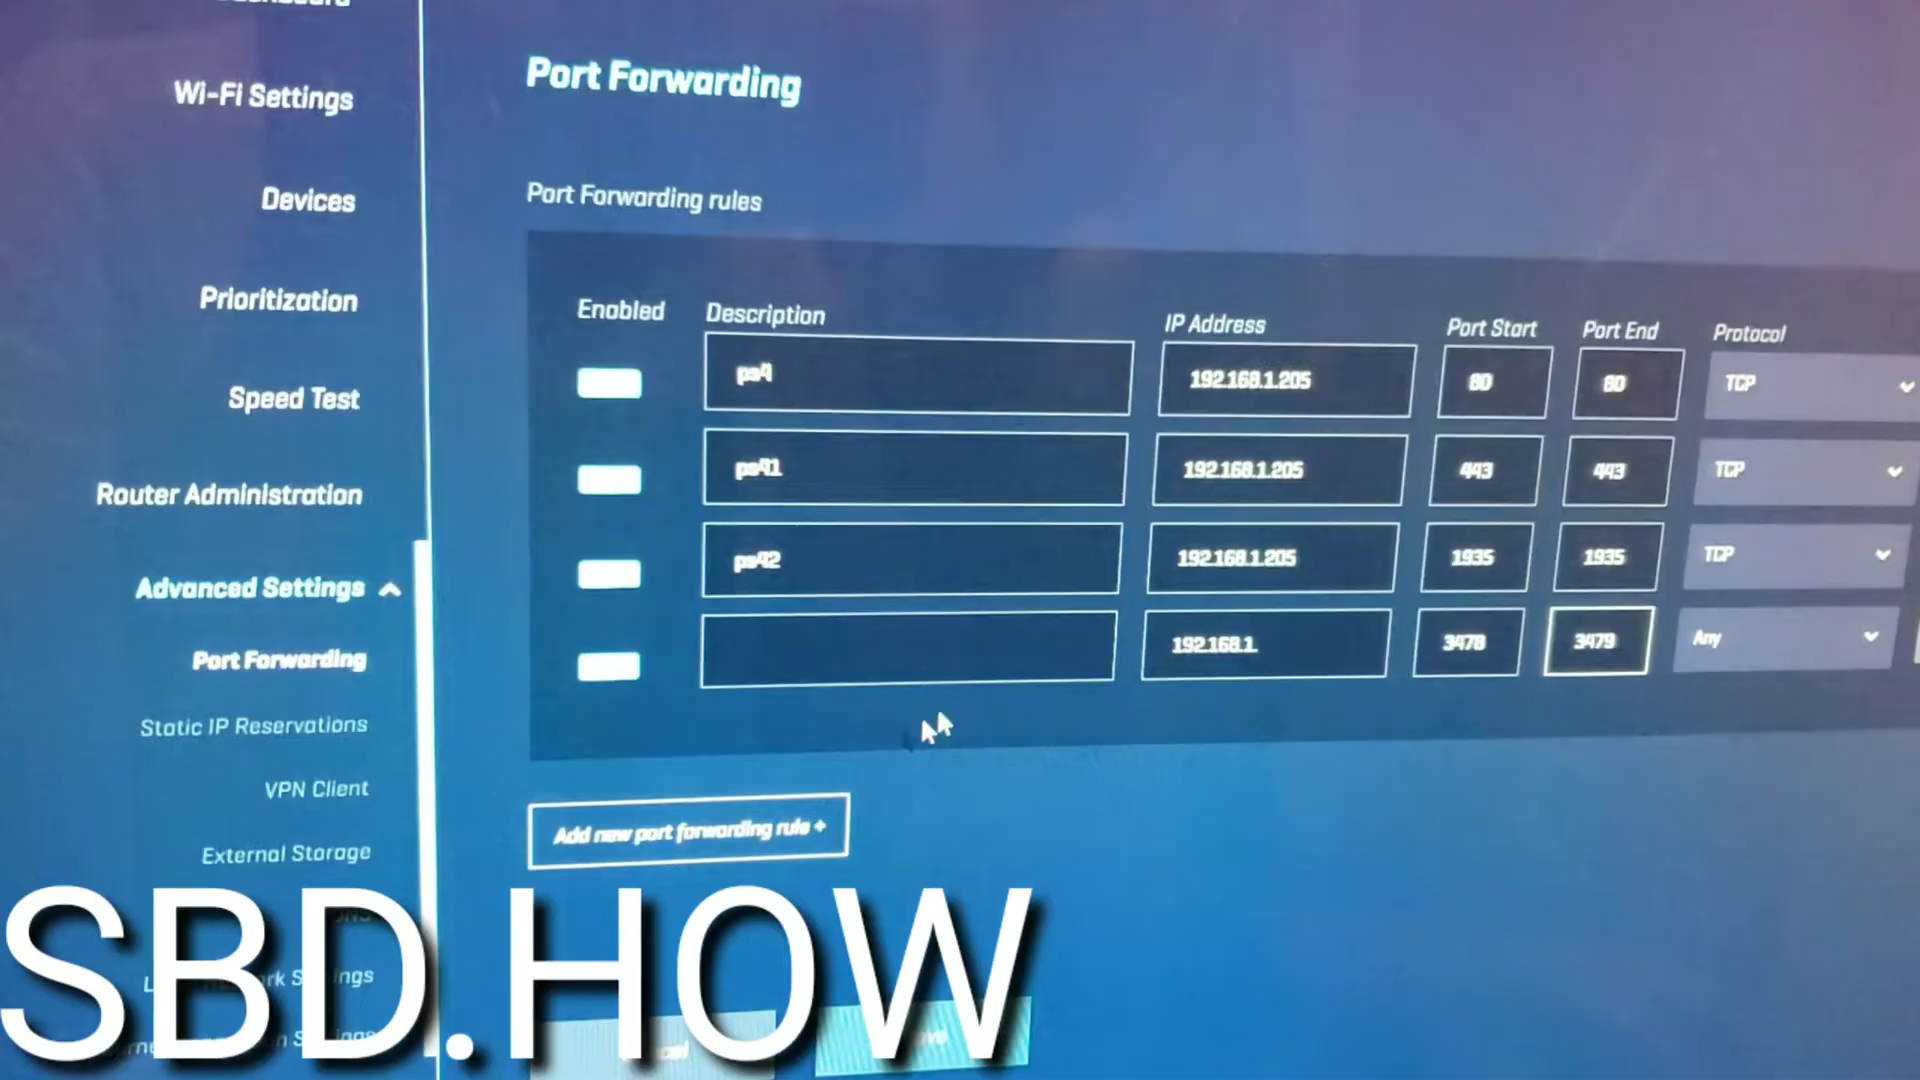 Wi-Fi Settings
Devices
Prioritization
Speed Test
Router Administration
Advanced Settings
Port Forwarding
Static IP Reservations
VPN Client
External Storage
Port Forwarding
Port Forwarding rules
Enabled Description IP Address Port Start Port End Protocol
ps4 192.168.1.205 80 80 TCP
ps41 192.168.1.205 443 443 TCP
ps42 192.168.1.205 1935 1935 TCP
192.168.1. 3478 3479 Any
Add new port forwarding rule +
SBD.HOW